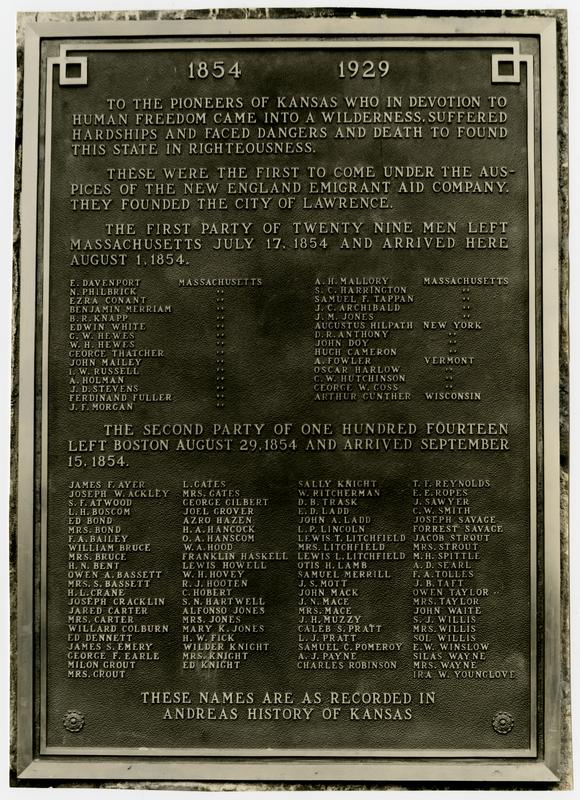 1854 1929
TO THE PIONEERS OF KANSAS WHO IN DEVOTION TO
HUMAN FREEDOM CAME INTO A WILDERNESS, SUFFERED
HARDSHIPS AND FACED DANGERS AND DEATH TO FOUND
THIS STATE IN RIGHTEOUSNESS.
THESE WERE THE FIRST TO COME UNDER THE AUS-
PICES OF THE NEW ENGLAND EMIGRANT AID COMPANY.
THEY FOUNDED THE CITY OF LAWRENCE.
THE FIRST PARTY OF TWENTY NINE MEN LEFT
MASSACHUSETTS JULY 17, 1854 AND ARRIVED HERE
AUGUST 1, 1854.
E. DAVENPORT MASSACHUSETTS
N. PHILBRICK "
EZRA CONANT "
BENJAMIN MERRIAM "
B. R. KNAPP "
EDWIN WHITE "
G. W. HEWES "
W. H. HEWES "
GEORGE THATCHER "
JOHN MAILEY "
I. W. RUSSELL "
A. HOLMAN "
J. D. STEVENS "
FERDINAND FULLER "
J. F. MORGAN "
A. H. MALLORY MASSACHUSETTS
S. C. HARRINGTON "
SAMUEL F. TAPPAN "
J. C. ARCHIBALD "
J. M. JONES "
AUGUSTUS HILPATH NEW YORK
D. R. ANTHONY "
JOHN DOY "
HUGH CAMERON "
A. FOWLER VERMONT
OSCAR HARLOW "
C. W. HUTCHINSON "
GEORGE W. GOSS "
ARTHUR GUNTHER WISCONSIN
THE SECOND PARTY OF ONE HUNDRED FOURTEEN
LEFT BOSTON AUGUST 29, 1854 AND ARRIVED SEPTEMBER
15, 1854.
JAMES F. AYER
JOSEPH W. ACKLEY
S. F. ATWOOD
L. H. BOSCOM
ED BOND
MRS. BOND
F. A. BAILEY
WILLIAM BRUCE
MRS. BRUCE
H. N. BENT
OWEN A. BASSETT
MRS. S. BASSETT
H. L. CRANE
JOSEPH CRACKLIN
JARED CARTER
MRS. CARTER
WILLARD COLBURN
ED DENNETT
JAMES S. EMERY
GEORGE F. EARLE
MILON GROUT
MRS. GROUT
L. GATES
MRS. GATES
GEORGE GILBERT
JOEL GROVER
AZRO HAZEN
H. A. HANCOCK
O. A. HANSCOM
W. A. HOOD
FRANKLIN HASKELL
LEWIS HOWELL
W. H. HOVEY
R. J. HOOTEN
C. HOBERT
S. N. HARTWELL
ALFONSO JONES
MRS. JONES
MARY K. JONES
H. W. FICK
WILDER KNIGHT
MRS. KNIGHT
ED KNIGHT
SALLY KNIGHT
W. RITCHERMAN
D. B. TRASK
E. D. LADD
JOHN A. LADD
L. P. LINCOLN
LEWIS T. LITCHFIELD
MRS. LITCHFIELD
LEWIS L. LITCHFIELD
OTIS H. LAMB
SAMUEL MERRILL
J. S. MOTT
JOHN MACK
J. N. MACE
MRS. MACE
J. H. MUZZY
CALEB S. PRATT
L. J. PRATT
SAMUEL C. POMEROY
A. J. PAYNE
CHARLES ROBINSON
T. F. REYNOLDS
E. E. ROPES
J. SAWYER
C. W. SMITH
JOSEPH SAVAGE
FORREST SAVAGE
JACOB STROUT
MRS. STROUT
M. H. SPITTLE
A. D. SEARL
F. A. TOLLES
J. B. TAFT
OWEN TAYLOR
MRS. TAYLOR
JOHN WAITE
S. J. WILLIS
MRS. WILLIS
SOL WILLIS
E. W. WINSLOW
SILAS WAYNE
MRS. WAYNE
IRA W. YOUNGLOVE
THESE NAMES ARE AS RECORDED IN
ANDREAS HISTORY OF KANSAS